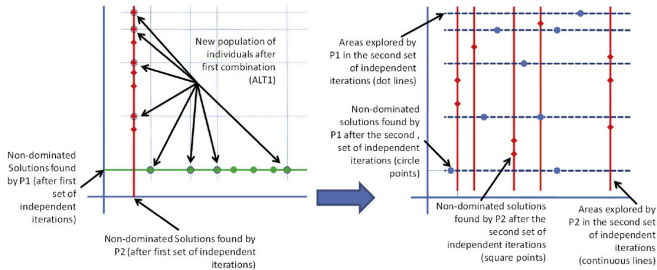 New population of
individuals after
first combination
(ALT1)
Non-dominated
Solutions found
by P1 (after first
set of
independent
iterations)
Non-dominated Solutions found by
P2 (after first set of independent
iterations)
Areas explored by
P1 in the second set
of independent
iterations (dot lines)
Non-dominated
solutions found by
P1 after the second ,
set of independent
iterations (circle
points)
Non-dominated solutions
found by P2 after the
second set of
independent iterations
(square points)
Areas explored by
P2 in the second set
of independent
iterations
(continuous lines)